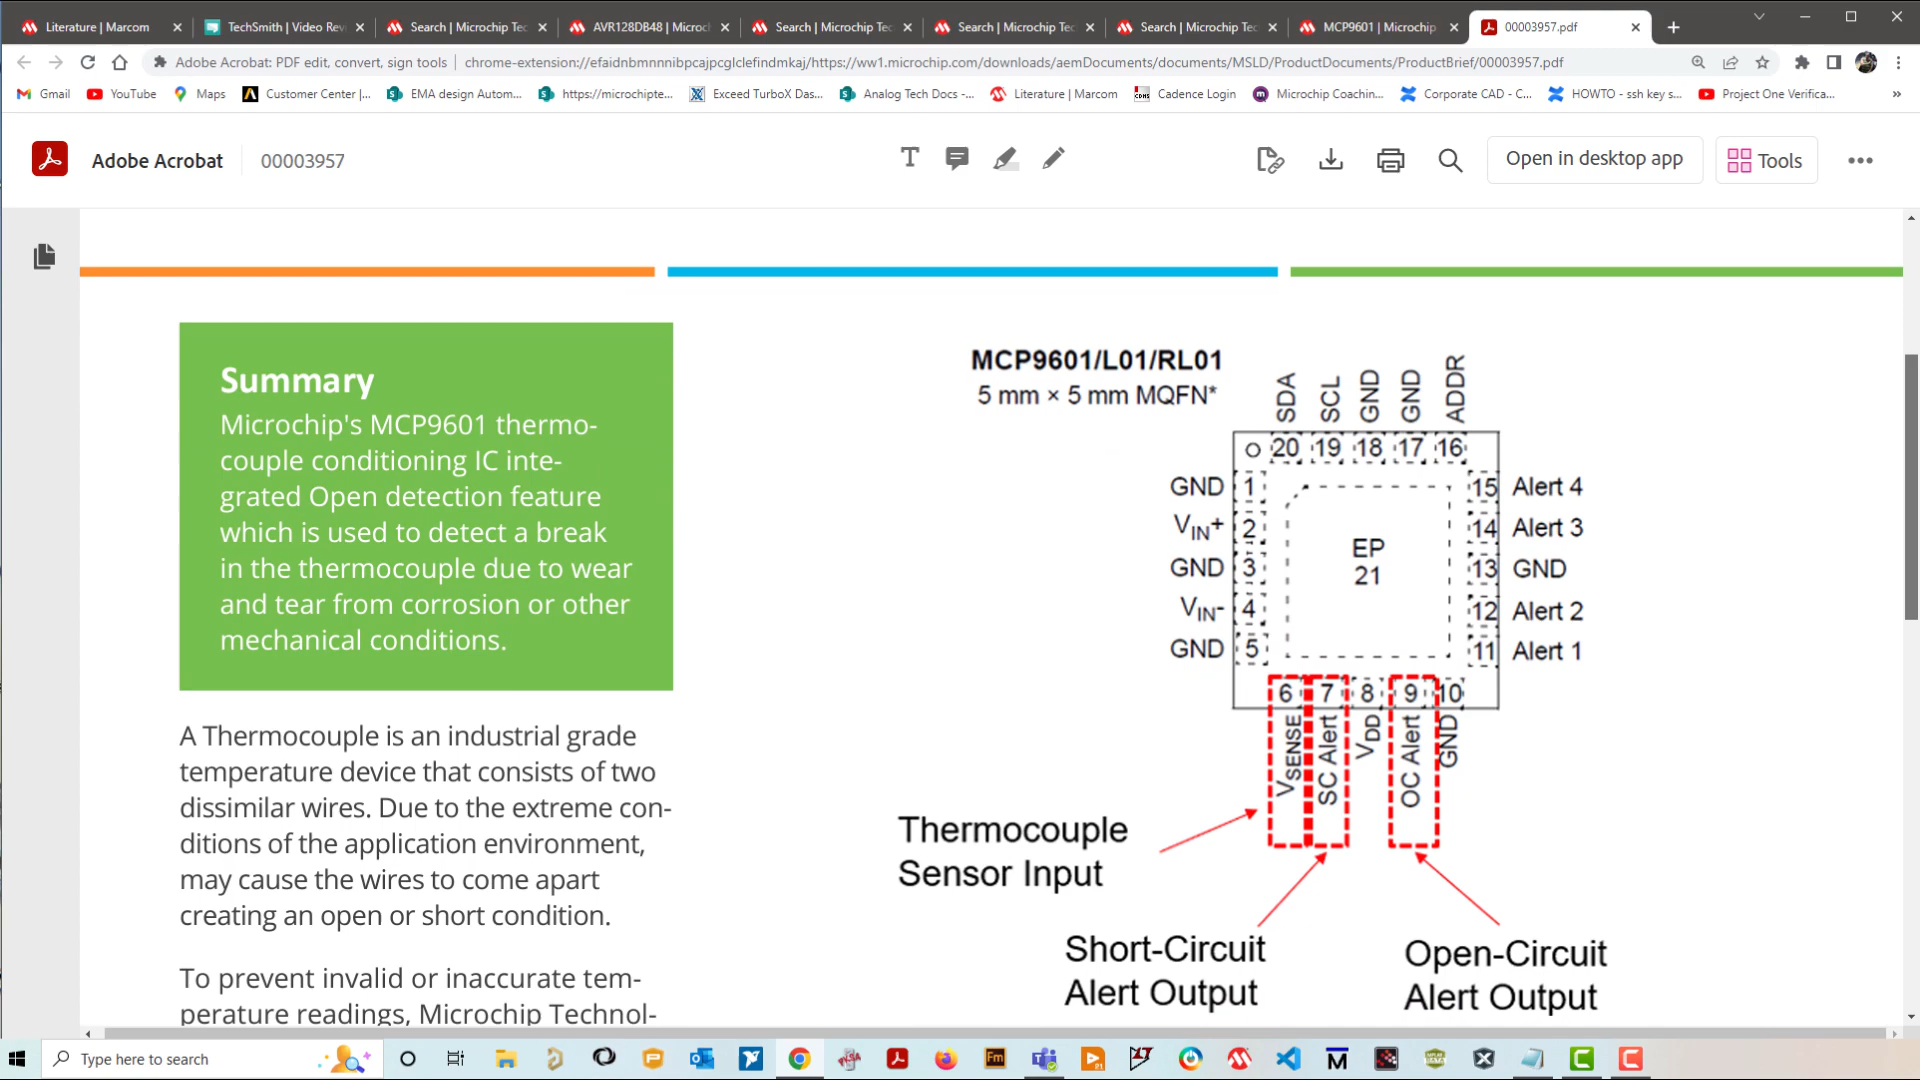 Literature | Marcom
TechSmith | Video Rev
Search | Microchip Tec
AVR128DB48 | Microc
Search | Microchip Tec
Search | Microchip Tec
Search | Microchip Tec
MCP9601 | Microchip
00003957.pdf
Adobe Acrobat: PDF edit, convert, sign tools
chrome-extension://efaidnbmnnnibpcajpcglclefindmkaj/https://ww1.microchip.com/downloads/aemDocuments/documents/MSLD/ProductDocuments/ProductBrief/00003957.pdf
Gmail
YouTube
Maps
Customer Center |...
EMA design Autom...
https://microchipte...
Exceed TurboX Das...
Analog Tech Docs -...
Literature | Marcom
Cadence Login
Microchip Coachin...
Corporate CAD - C...
HOWTO - ssh key s...
Project One Verifica...
Adobe Acrobat
00003957
Open in desktop app
Tools
Summary
Microchip's MCP9601 thermo-
couple conditioning IC inte-
grated Open detection feature
which is used to detect a break
in the thermocouple due to wear
and tear from corrosion or other
mechanical conditions.
A Thermocouple is an industrial grade
temperature device that consists of two
dissimilar wires. Due to the extreme con-
ditions of the application environment,
may cause the wires to come apart
creating an open or short condition.
To prevent invalid or inaccurate tem-
perature readings, Microchip Technol-
MCP9601/L01/RL01
5 mm × 5 mm MQFN*
SDA
SCL
GND
GND
ADDR
20 19 18 17 16
GND 1
VIN+ 2
GND 3
VIN- 4
GND 5
EP
21
15 Alert 4
14 Alert 3
13 GND
12 Alert 2
11 Alert 1
6 7 8 9 10
VSENSE
SC Alert
VDD
OC Alert
GND
Thermocouple
Sensor Input
Short-Circuit
Alert Output
Open-Circuit
Alert Output
Type here to search